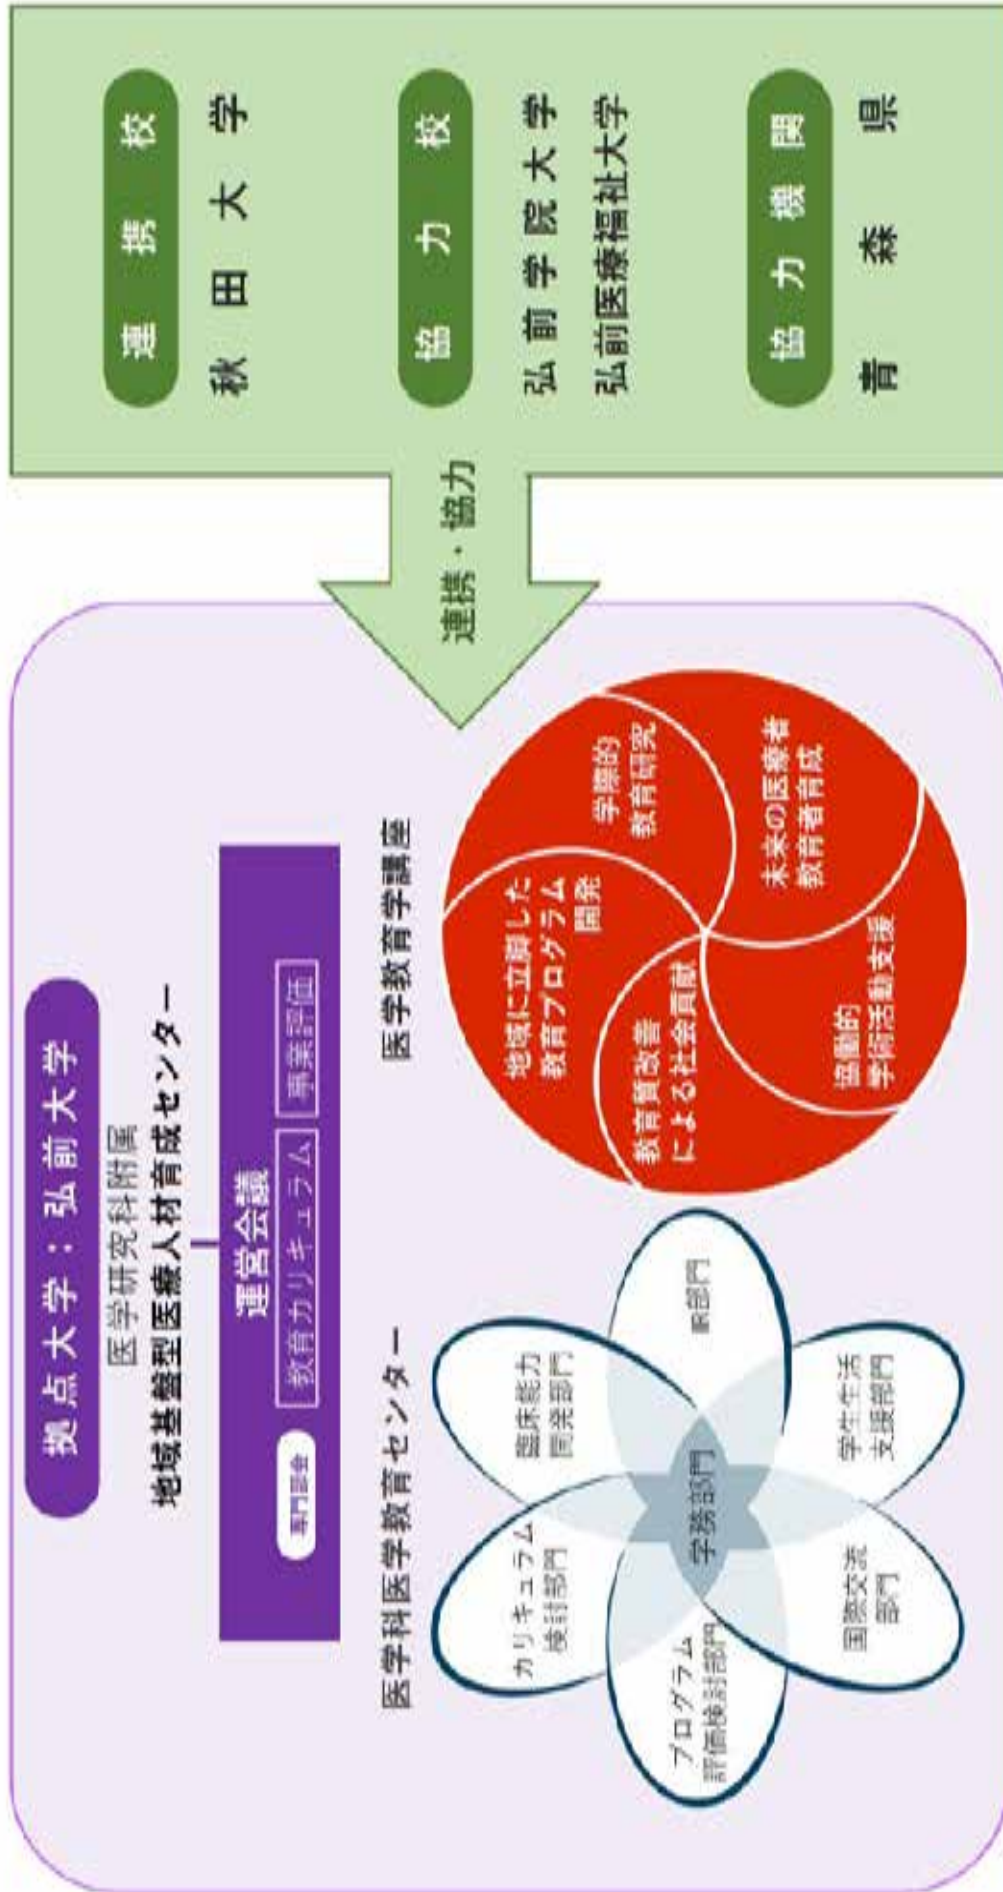 拠点大学：弘前大学
医学研究科附属
地域基盤型医療人材育成センター
運営会議
専門部会
教育カリキュラム
事業評価
医学科医学教育センター
カリキュラム
検討部門
臨床能力
開発部門
プログラム
評価検討部門
学務部門
IR部門
国際交流
部門
学生生活
支援部門
医学教育学講座
地域に立脚した
教育プログラム
開発
学際的
教育研究
教育質改善
による社会貢献
未来の医療者
教育者育成
協働的
学術活動支援
連携・協力
連携校
秋田大学
協力校
弘前学院大学
弘前医療福祉大学
協力機関
青森県